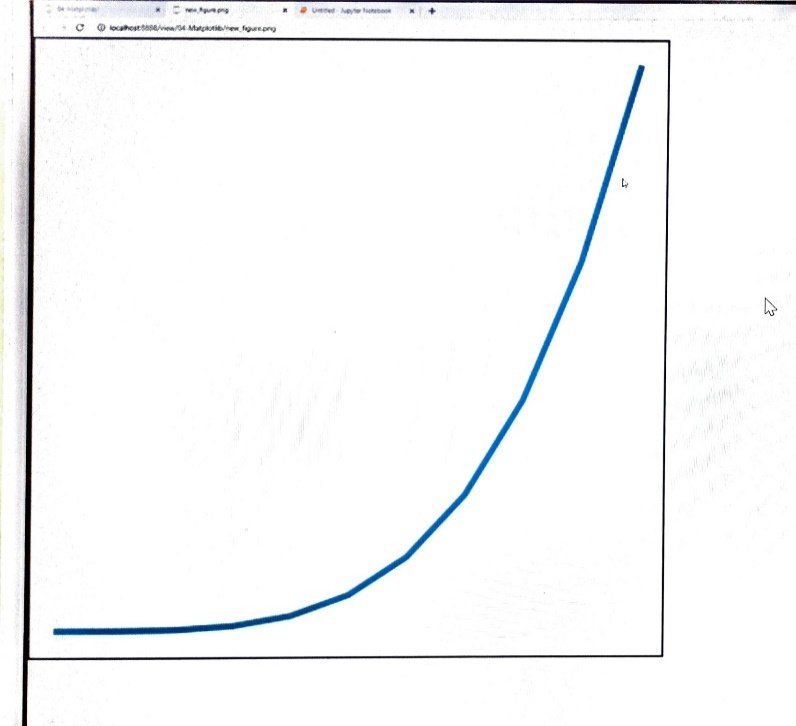 04-Matplotlib/ new_figure.png Untitled - Jupyter Notebook
localhost:8888/view/04-Matplotlib/new_figure.png